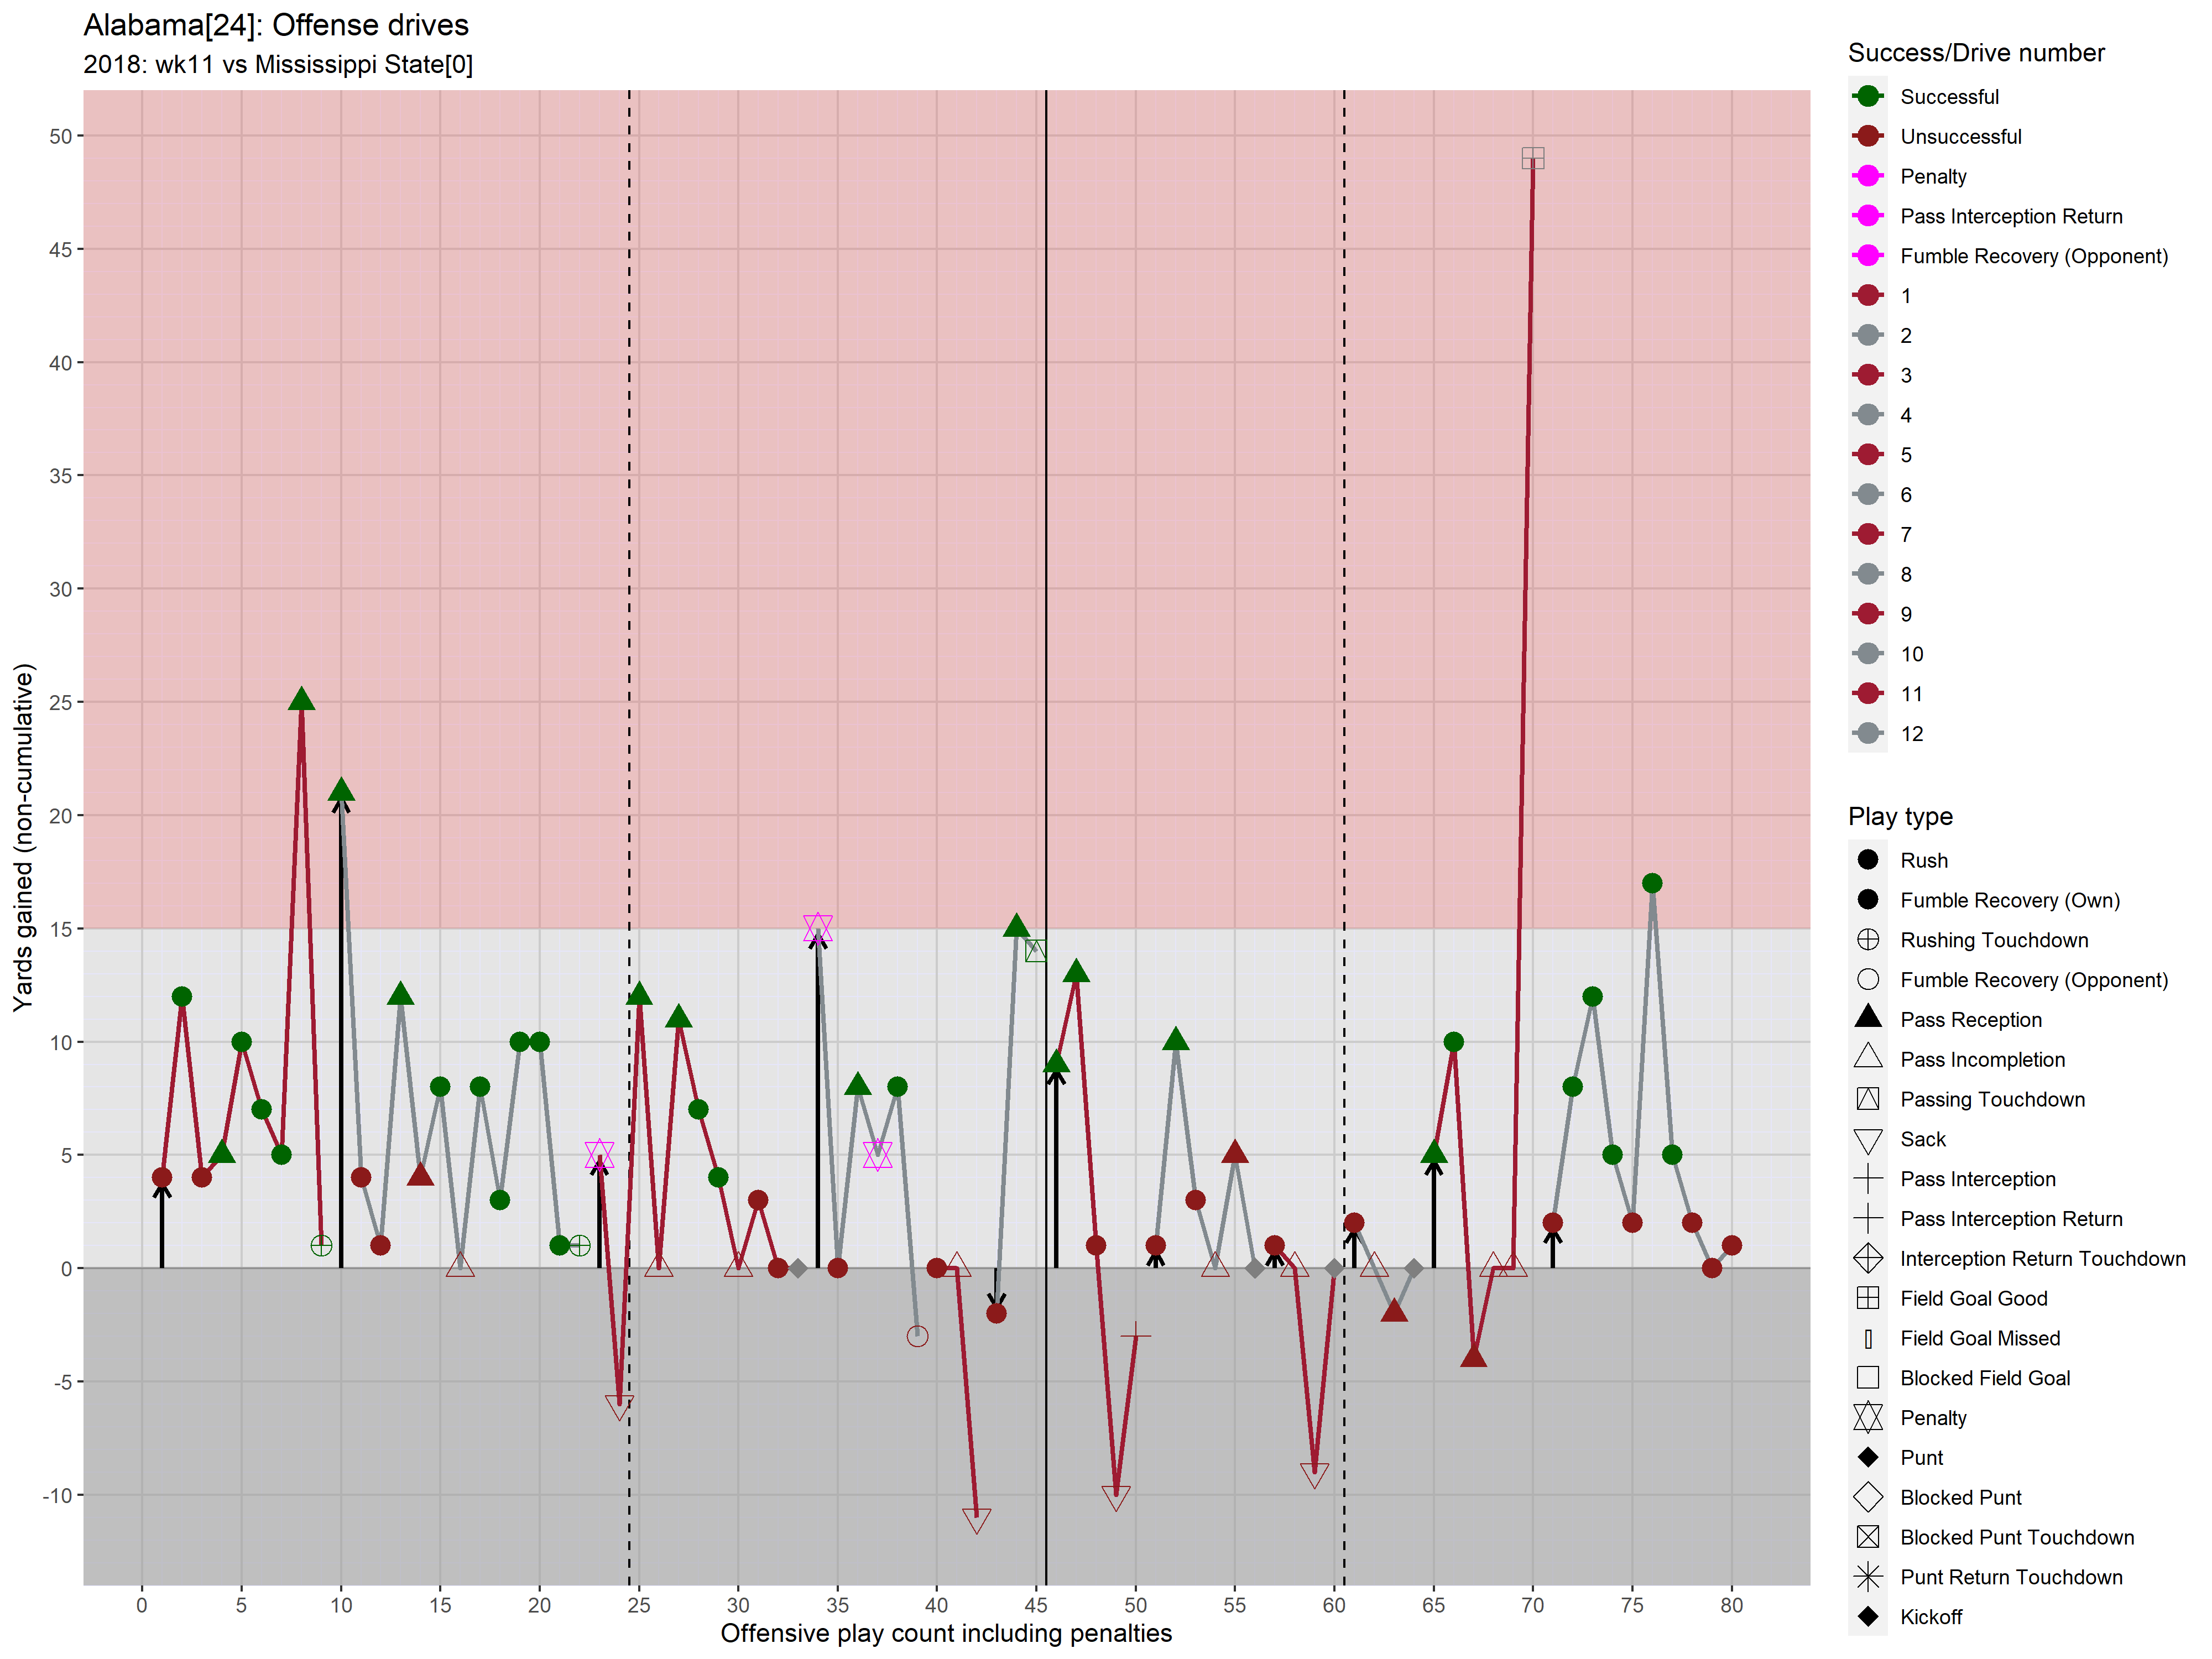 Alabama[24]: Offense drives
2018: wk11 vs Mississippi State[0]
Yards gained (non-cumulative)
50
45
40
35
30
25
20
15
10
5
0
-5
-10
0 5 10 15 20 25 30 35 40 45 50 55 60 65 70 75 80
Offensive play count including penalties
Success/Drive number
Successful
Unsuccessful
Penalty
Pass Interception Return
Fumble Recovery (Opponent)
1
2
3
4
5
6
7
8
9
10
11
12
Play type
Rush
Fumble Recovery (Own)
Rushing Touchdown
Fumble Recovery (Opponent)
Pass Reception
Pass Incompletion
Passing Touchdown
Sack
Pass Interception
Pass Interception Return
Interception Return Touchdown
Field Goal Good
Field Goal Missed
Blocked Field Goal
Penalty
Punt
Blocked Punt
Blocked Punt Touchdown
Punt Return Touchdown
Kickoff